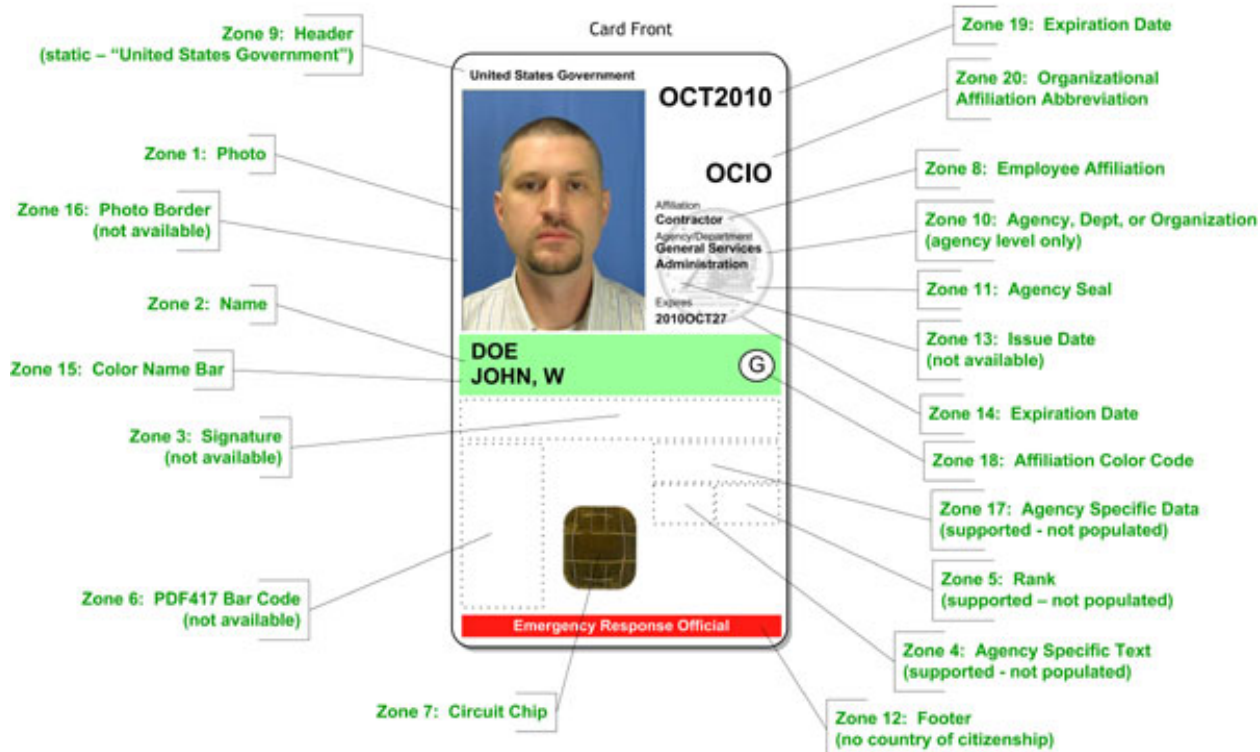 Card Front
Zone 9: Header
(static – “United States Government”)
Zone 1: Photo
Zone 16: Photo Border
(not available)
Zone 2: Name
Zone 15: Color Name Bar
Zone 3: Signature
(not available)
Zone 6: PDF417 Bar Code
(not available)
Zone 7: Circuit Chip
United States Government
OCT2010
OCIO
Affiliation
Contractor
Agency/Department
General Services
Administration
Expires
2010OCT27
DOE
JOHN, W
G
Emergency Response Official
Zone 19: Expiration Date
Zone 20: Organizational
Affiliation Abbreviation
Zone 8: Employee Affiliation
Zone 10: Agency, Dept, or Organization
(agency level only)
Zone 11: Agency Seal
Zone 13: Issue Date
(not available)
Zone 14: Expiration Date
Zone 18: Affiliation Color Code
Zone 17: Agency Specific Data
(supported - not populated)
Zone 5: Rank
(supported – not populated)
Zone 4: Agency Specific Text
(supported - not populated)
Zone 12: Footer
(no country of citizenship)